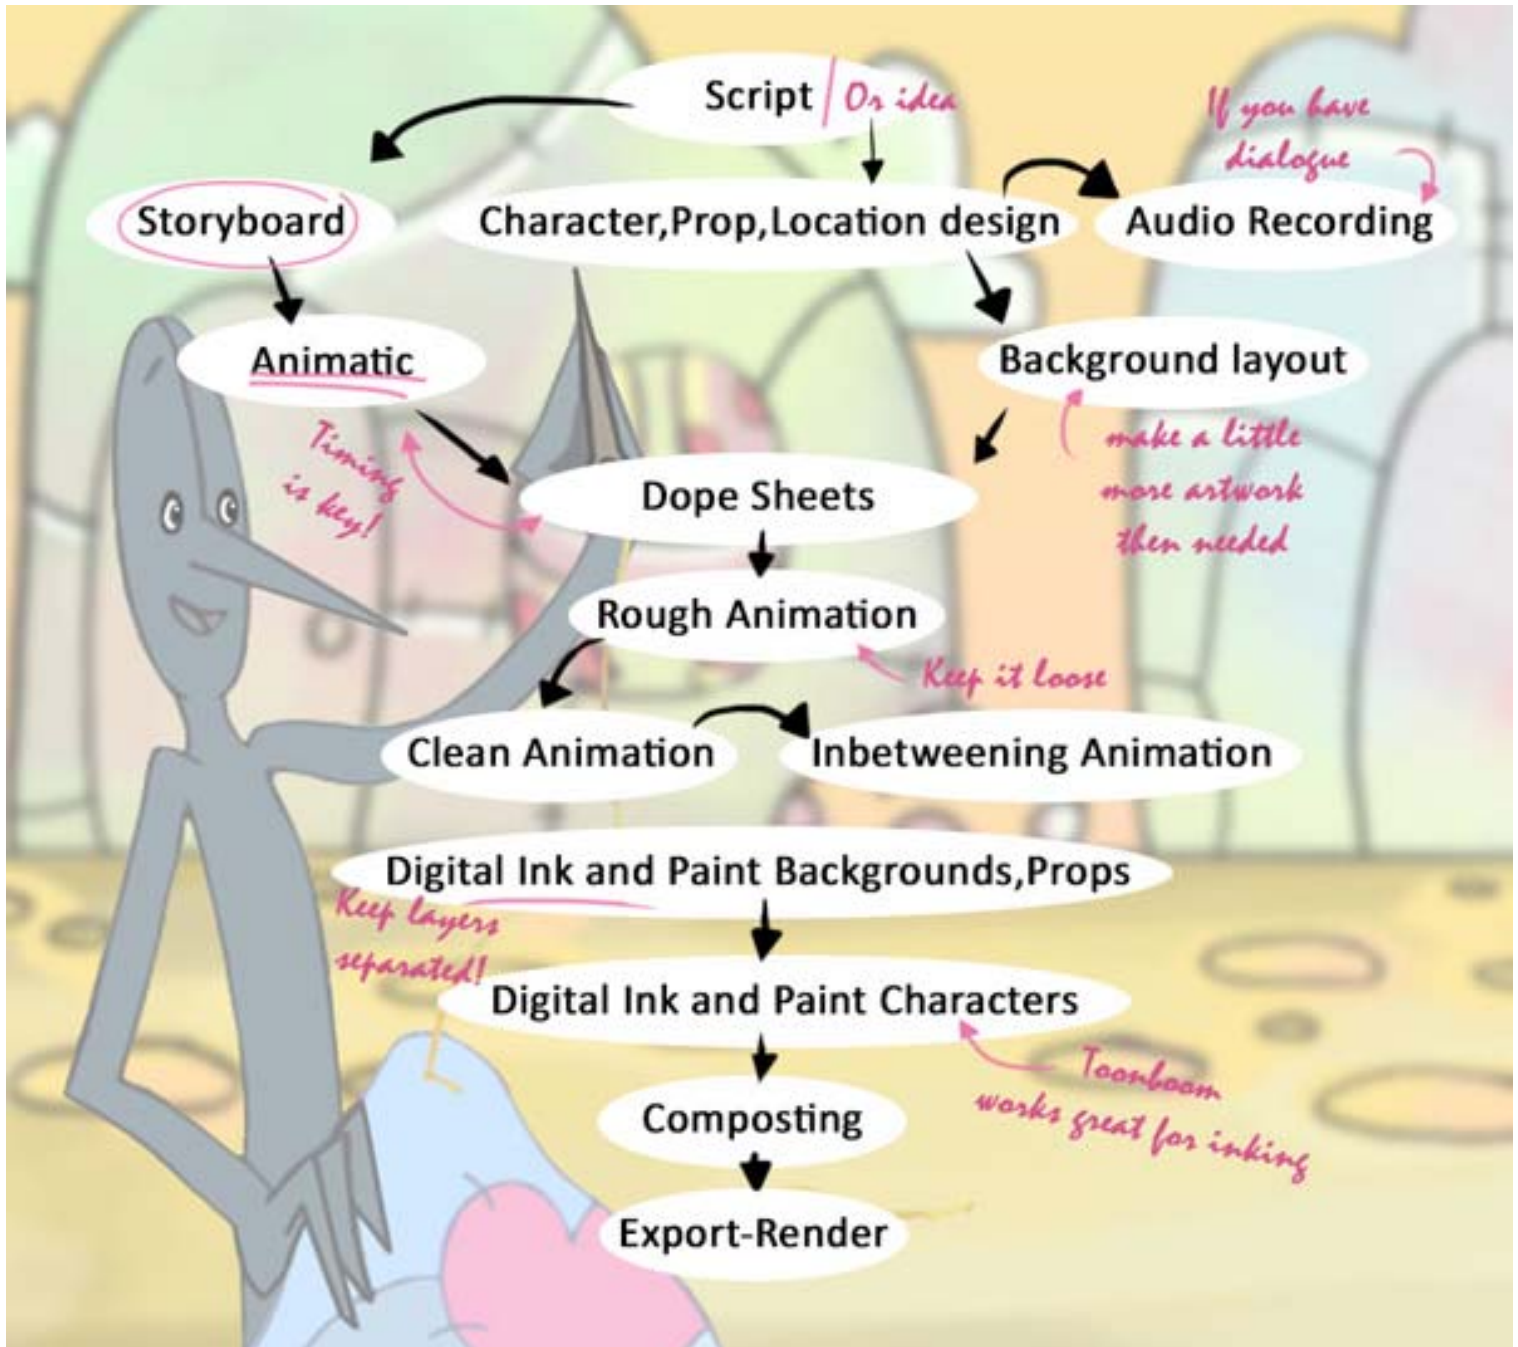 Script / Or idea
If you have
dialogue
Storyboard
Character,Prop,Location design
Audio Recording
Animatic
Background layout
Timing
is key!
make a little
more artwork
then needed
Dope Sheets
Rough Animation
Keep it loose
Clean Animation
Inbetweening Animation
Digital Ink and Paint Backgrounds,Props
Keep layers
separated!
Digital Ink and Paint Characters
Toonboom
works great for inking
Composting
Export-Render